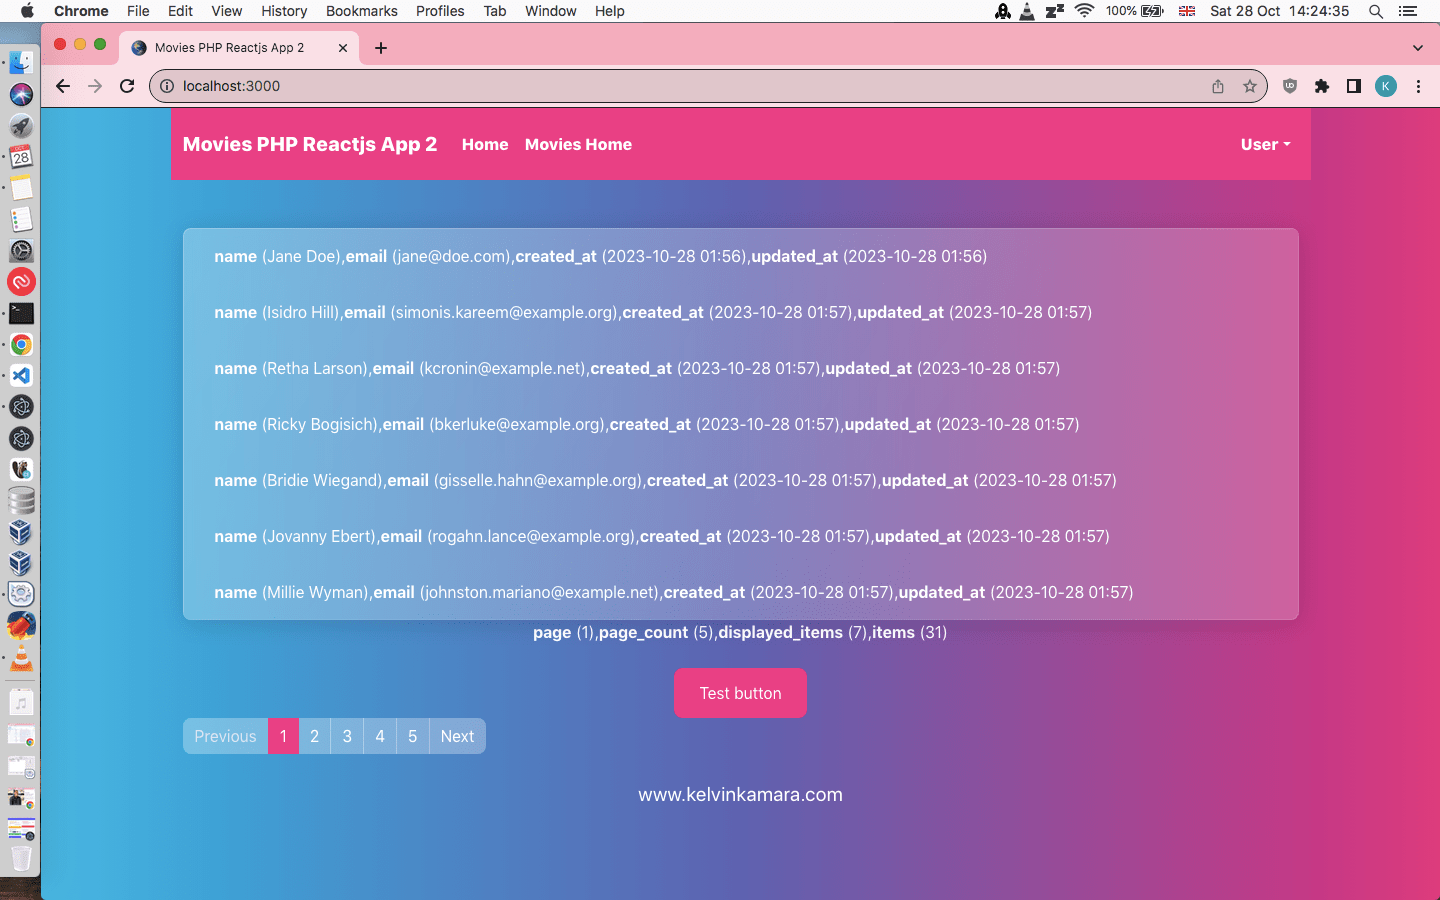 Chrome File Edit View History Bookmarks Profiles Tab Window Help 100% Sat 28 Oct 14:24:35
Movies PHP Reactjs App 2
localhost:3000 K
Movies PHP Reactjs App 2 Home Movies Home User
28
name (Jane Doe),email (jane@doe.com),created_at (2023-10-28 01:56),updated_at (2023-10-28 01:56)
name (Isidro Hill),email (simonis.kareem@example.org),created_at (2023-10-28 01:57),updated_at (2023-10-28 01:57)
name (Retha Larson),email (kcronin@example.net),created_at (2023-10-28 01:57),updated_at (2023-10-28 01:57)
name (Ricky Bogisich),email (bkerluke@example.org),created_at (2023-10-28 01:57),updated_at (2023-10-28 01:57)
name (Bridie Wiegand),email (gisselle.hahn@example.org),created_at (2023-10-28 01:57),updated_at (2023-10-28 01:57)
name (Jovanny Ebert),email (rogahn.lance@example.org),created_at (2023-10-28 01:57),updated_at (2023-10-28 01:57)
name (Millie Wyman),email (johnston.mariano@example.net),created_at (2023-10-28 01:57),updated_at (2023-10-28 01:57)
page (1),page_count (5),displayed_items (7),items (31)
Test button
Previous 1 2 3 4 5 Next
www.kelvinkamara.com